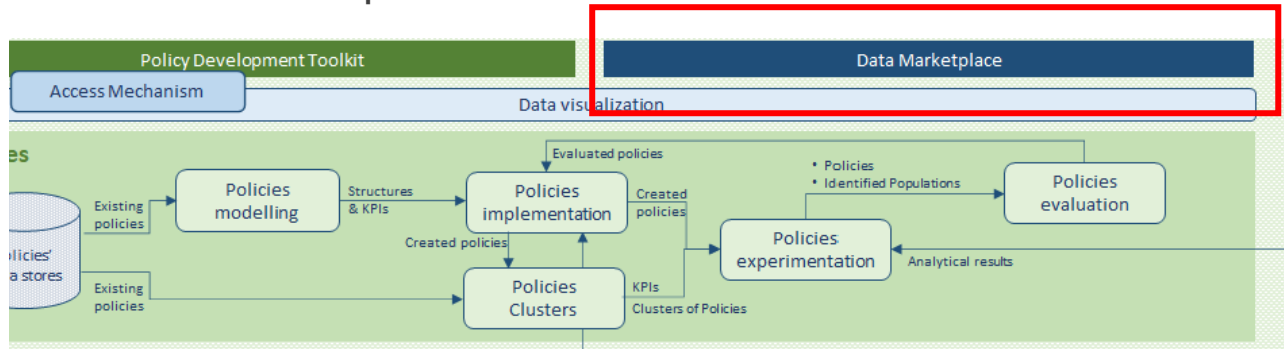 Policy Development Toolkit
Data Marketplace
Access Mechanism
Data visualization
es
Evaluated policies
• Policies
• Identified Populations
Policies
modelling
Structures
& KPIs
Policies
implementation
Created
policies
Policies
evaluation
Existing
policies
Created policies
Policies
experimentation
Analytical results
olicies'
a stores
Existing
policies
Policies
Clusters
KPIs
Clusters of Policies